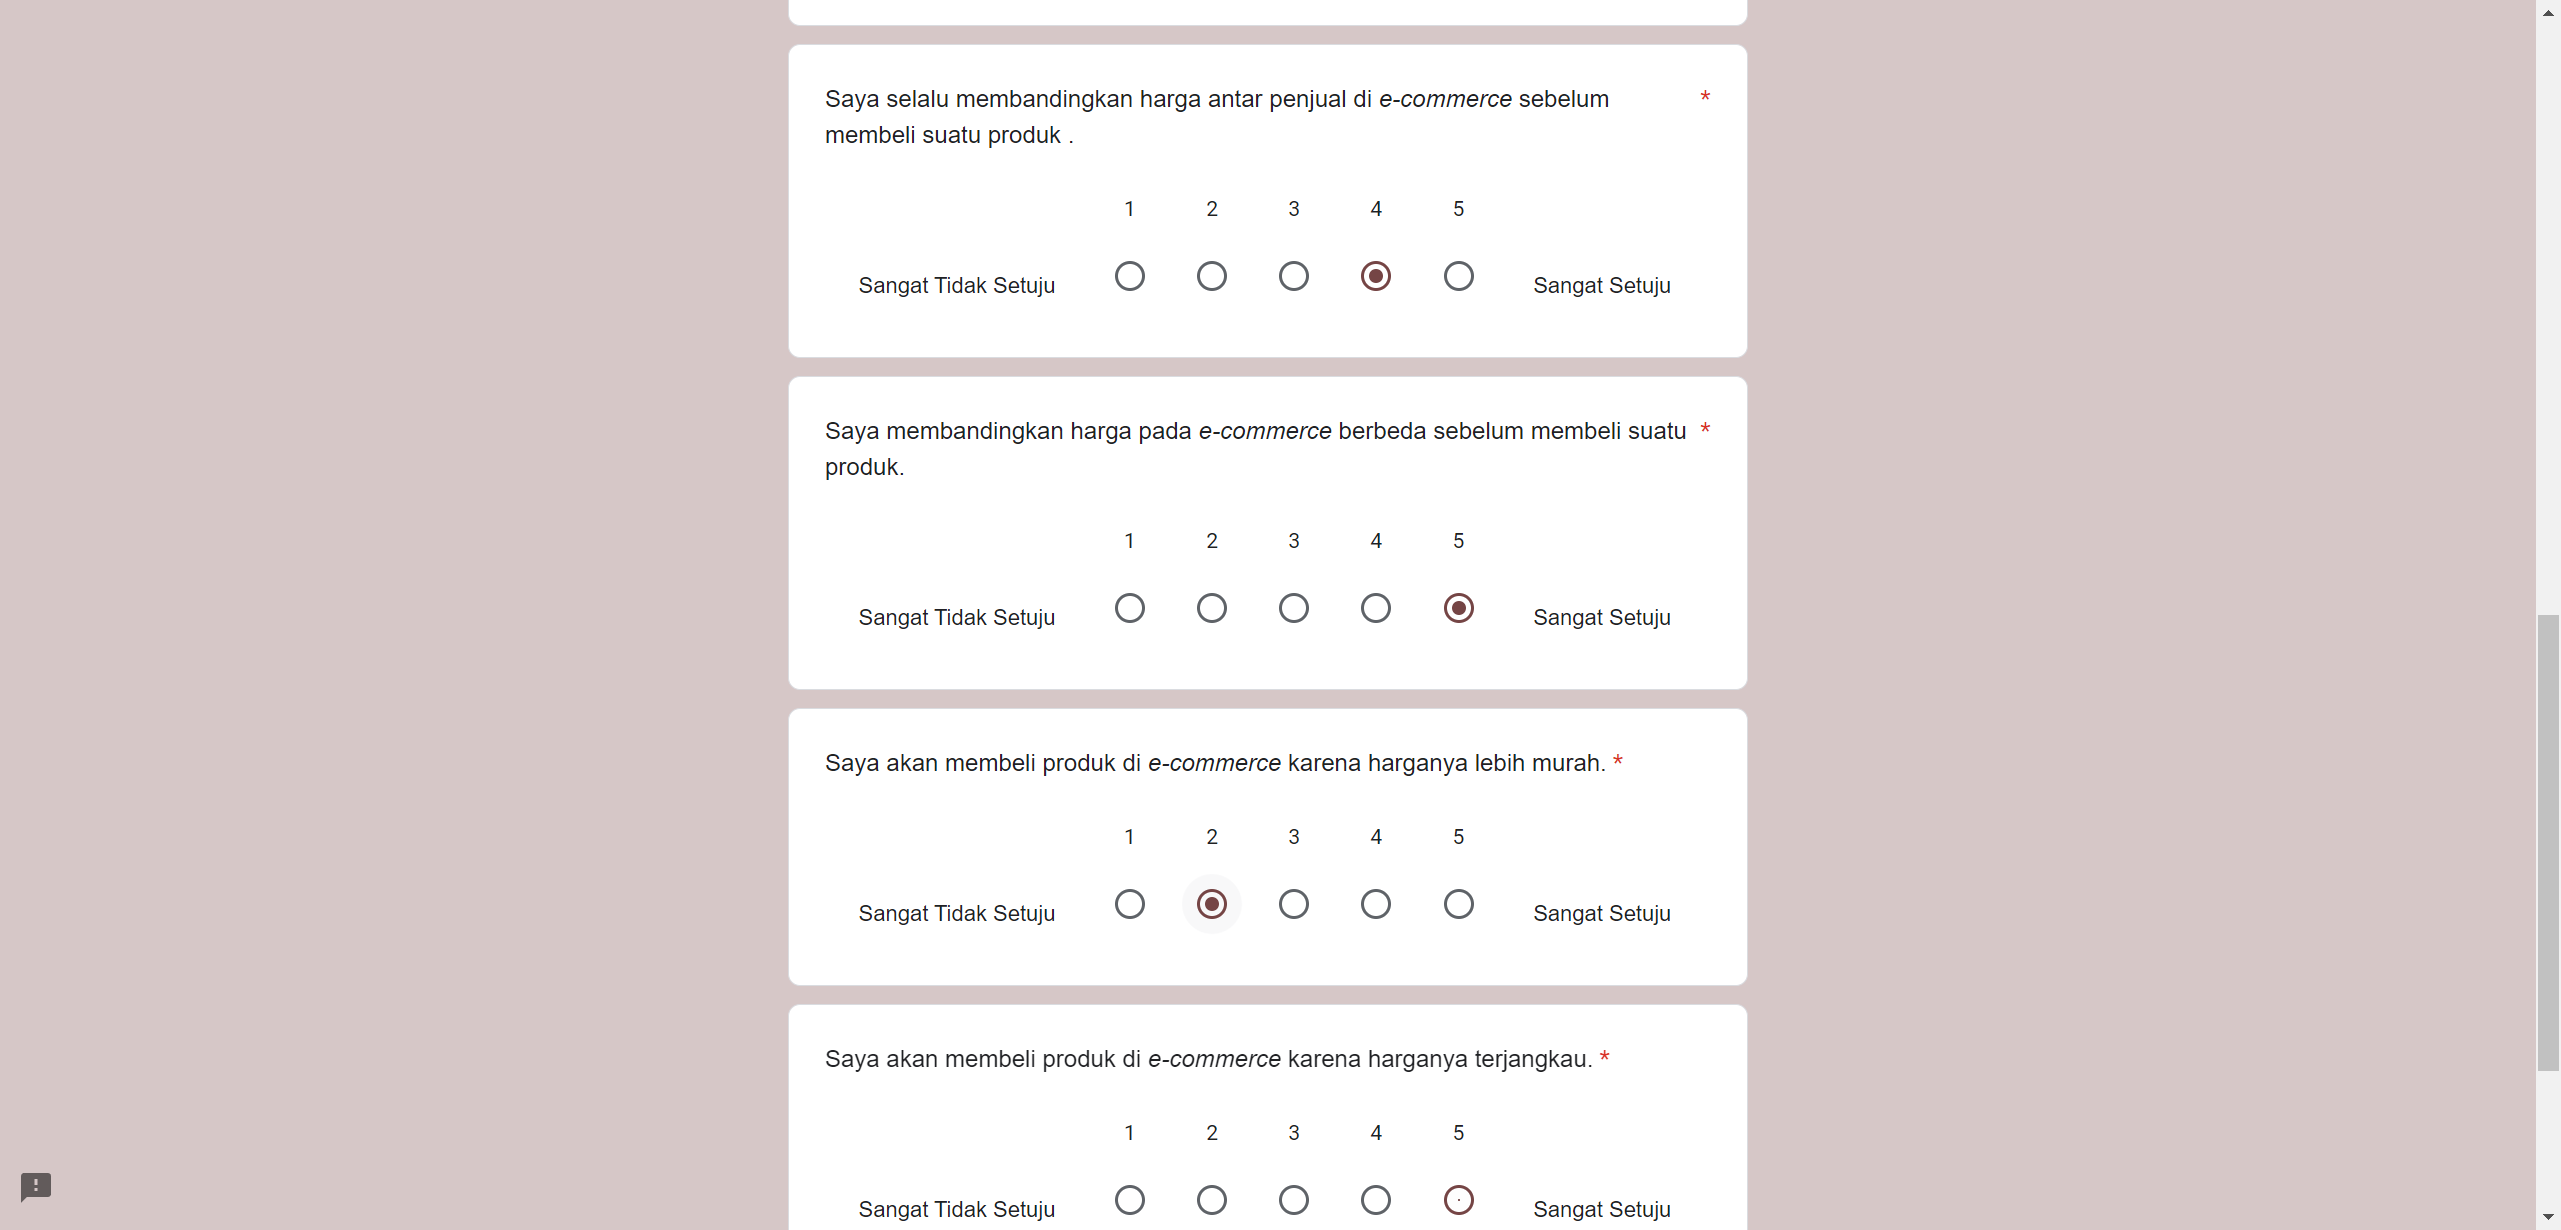 Saya selalu membandingkan harga antar penjual di e-commerce sebelum *
membeli suatu produk .
1 2 3 4 5
Sangat Tidak Setuju Sangat Setuju
Saya membandingkan harga pada e-commerce berbeda sebelum membeli suatu *
produk.
1 2 3 4 5
Sangat Tidak Setuju Sangat Setuju
Saya akan membeli produk di e-commerce karena harganya lebih murah. *
1 2 3 4 5
Sangat Tidak Setuju Sangat Setuju
Saya akan membeli produk di e-commerce karena harganya terjangkau. *
1 2 3 4 5
Sangat Tidak Setuju Sangat Setuju